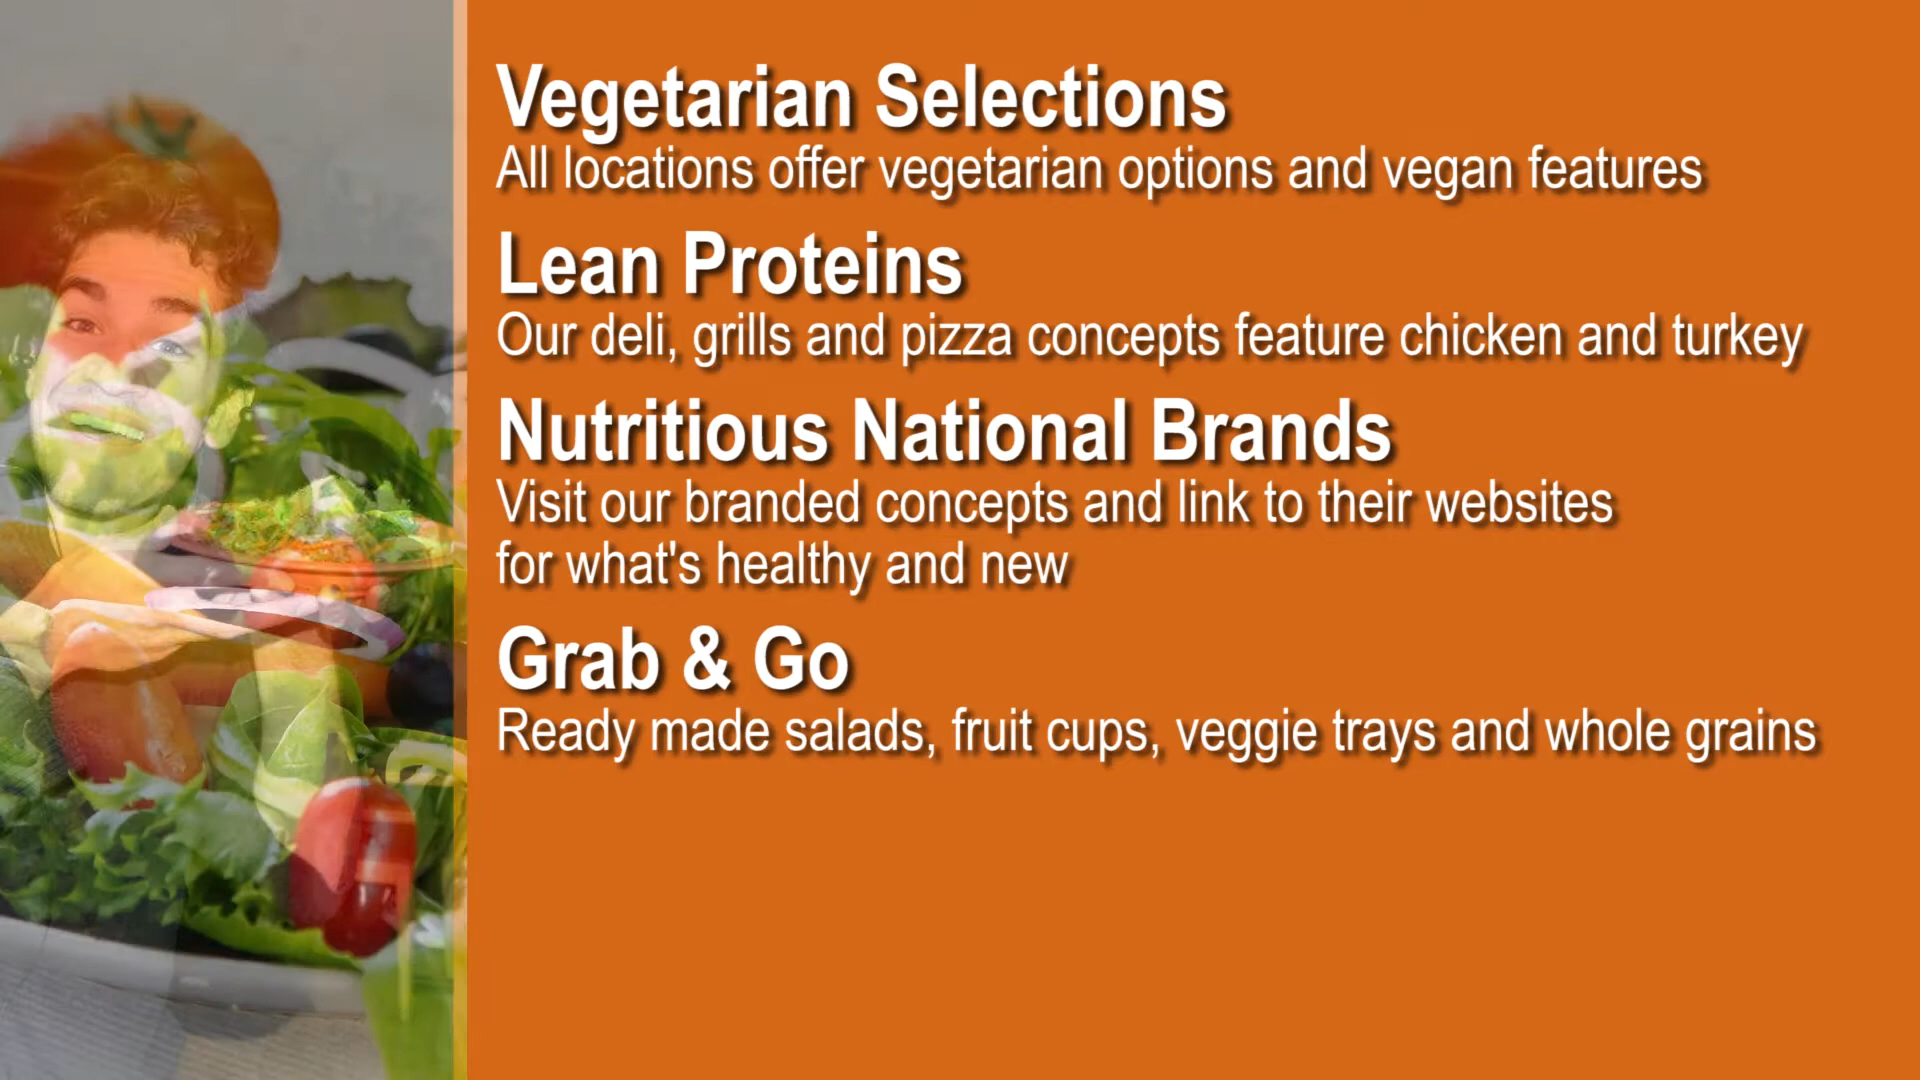 Vegetarian Selections
All locations offer vegetarian options and vegan features
Lean Proteins
Our deli, grills and pizza concepts feature chicken and turkey
Nutritious National Brands
Visit our branded concepts and link to their websites
for what's healthy and new
Grab & Go
Ready made salads, fruit cups, veggie trays and whole grains